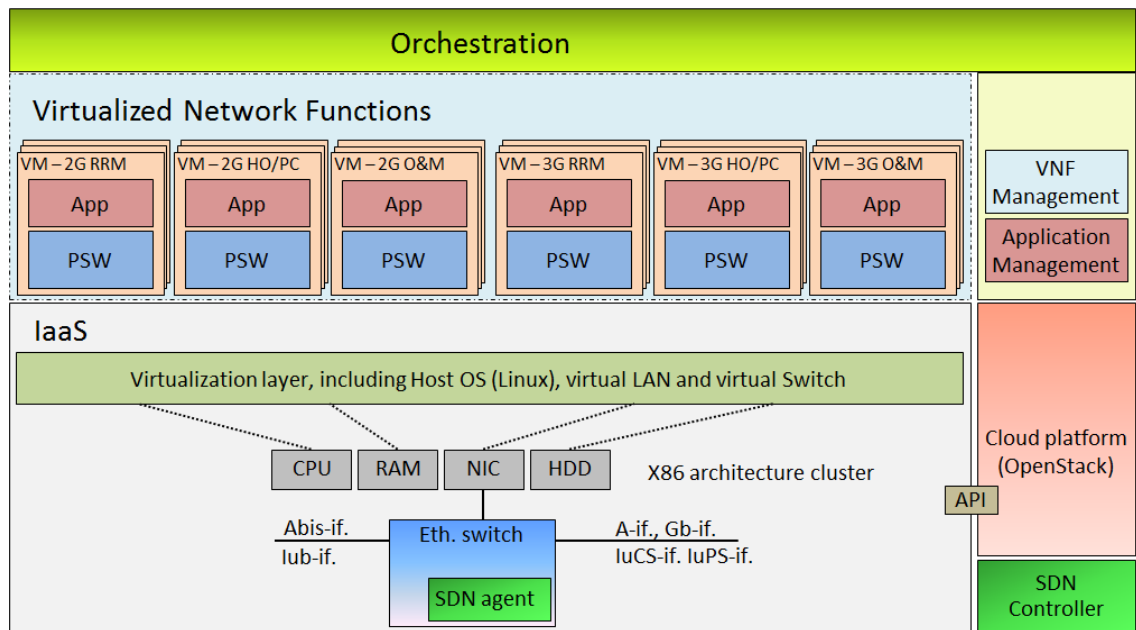 Orchestration
Virtualized Network Functions
VM – 2G RRM
App
PSW
VM – 2G HO/PC
App
PSW
VM – 2G O&M
App
PSW
VM – 3G RRM
App
PSW
VM – 3G HO/PC
App
PSW
VM – 3G O&M
App
PSW
VNF
Management
Application
Management
IaaS
Virtualization layer, including Host OS (Linux), virtual LAN and virtual Switch
CPU
RAM
NIC
HDD
X86 architecture cluster
Abis-if.
Iub-if.
Eth. switch
SDN agent
A-if., Gb-if.
IuCS-if. IuPS-if.
API
Cloud platform
(OpenStack)
SDN
Controller